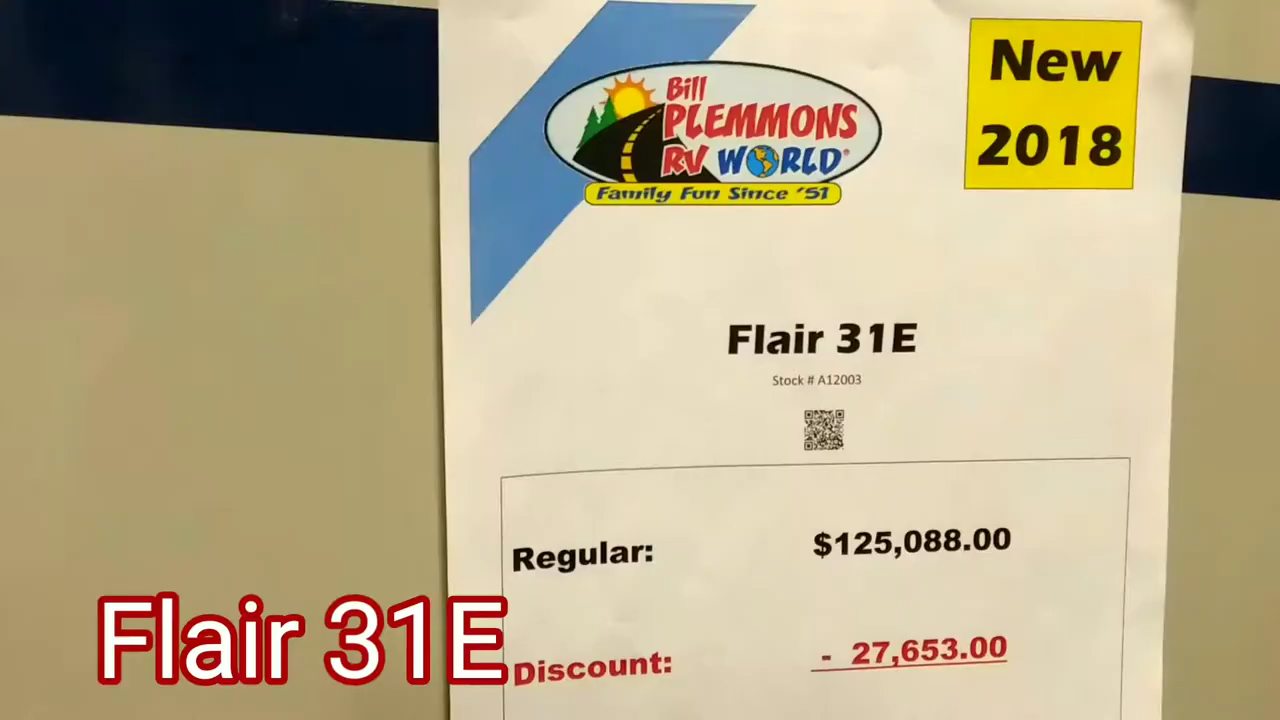 Bill
PLEMMONS
RV WORLD®
Family Fun Since '51
New
2018
Flair 31E
Stock # A12003
Regular: $125,088.00
Discount: - 27,653.00
Flair 31E